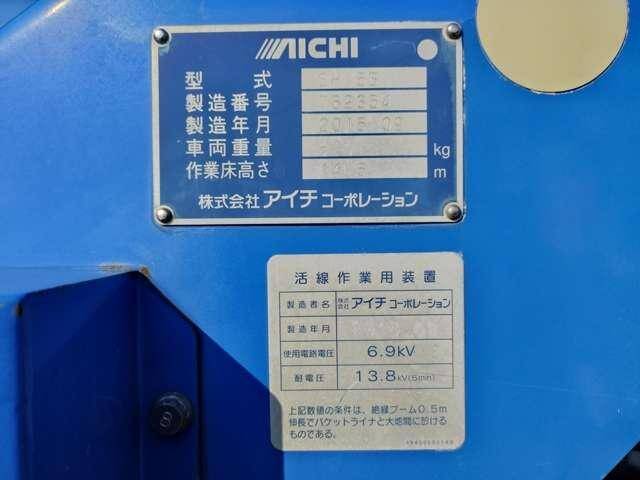 AICHI
型式
製造番号 769354
製造年月 2015-09
車両重量 kg
作業床高さ m
株式会社アイチコーポレーション
活線作業用装置
製造者名 株式会社アイチコーポレーション
製造年月
使用電路電圧 6.9kV
耐電圧 13.8kV(5min)
上記数値の条件は、絶縁ブーム0.5m
伸長でバケットライナと大地間に於ける
ものである。